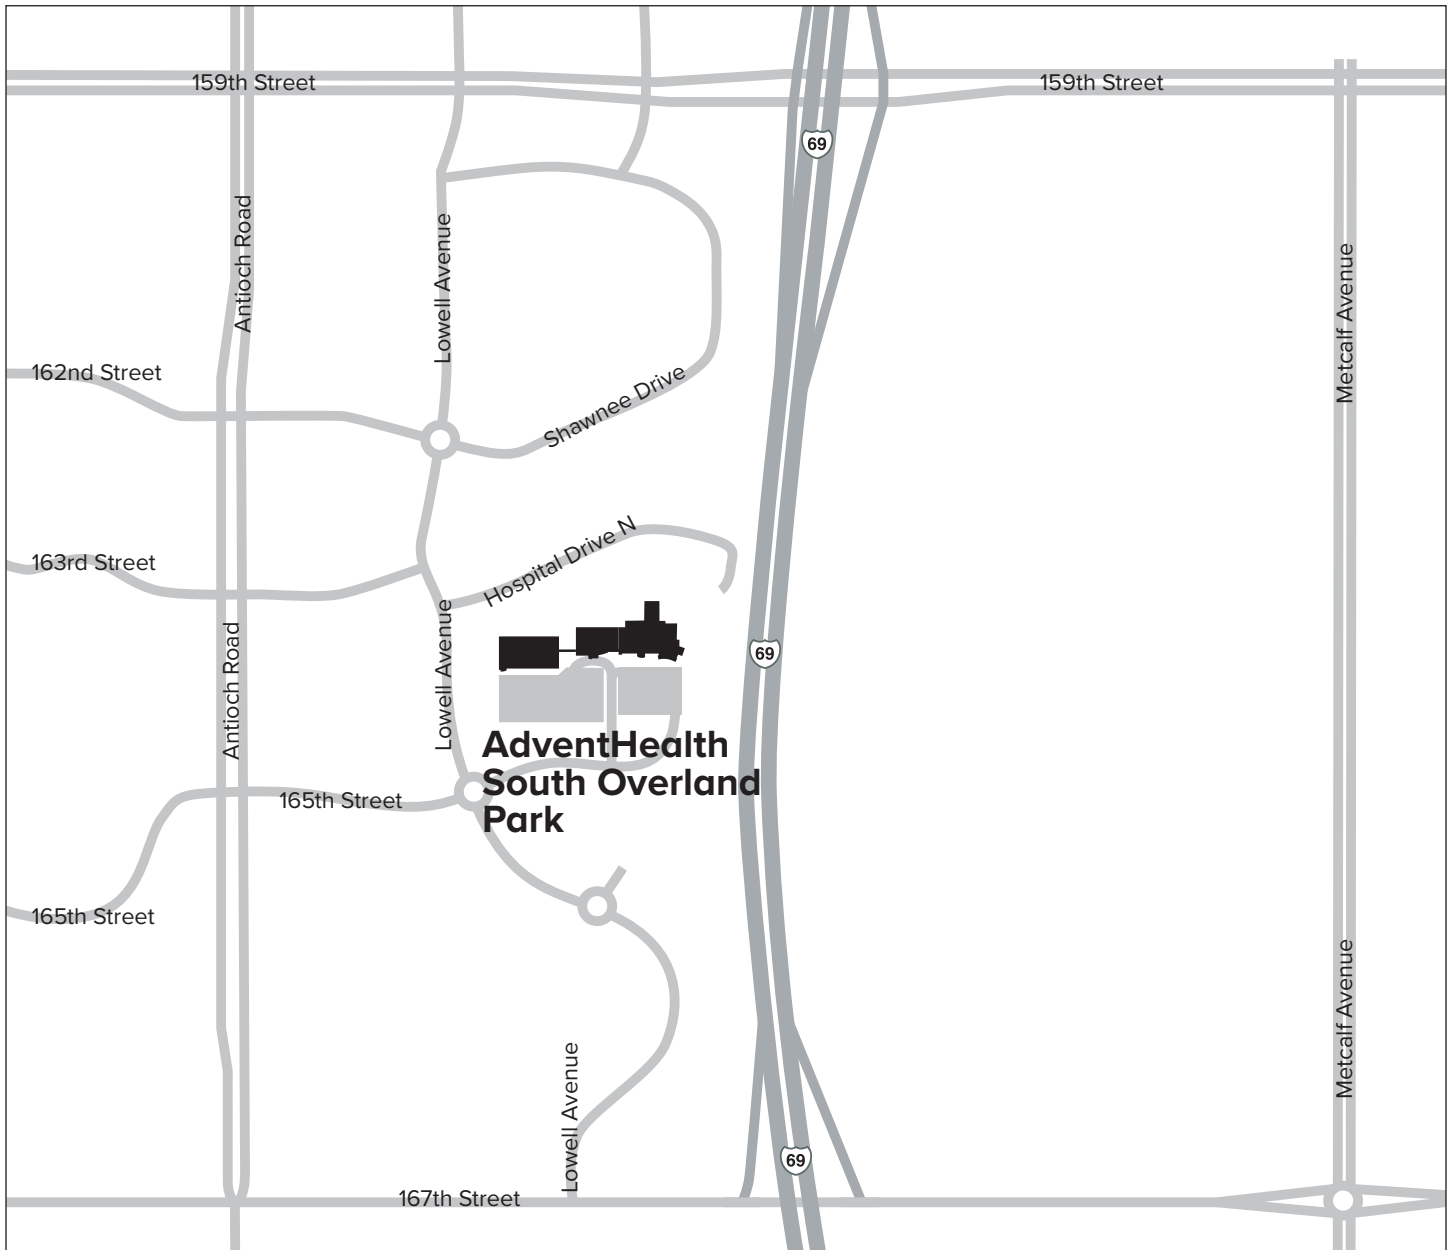 159th Street
159th Street
69
Antioch Road
Lowell Avenue
Metcalf Avenue
162nd Street
Shawnee Drive
Hospital Drive N
163rd Street
Antioch Road
Lowell Avenue
69
AdventHealth
South Overland
Park
165th Street
165th Street
Metcalf Avenue
Lowell Avenue
69
167th Street